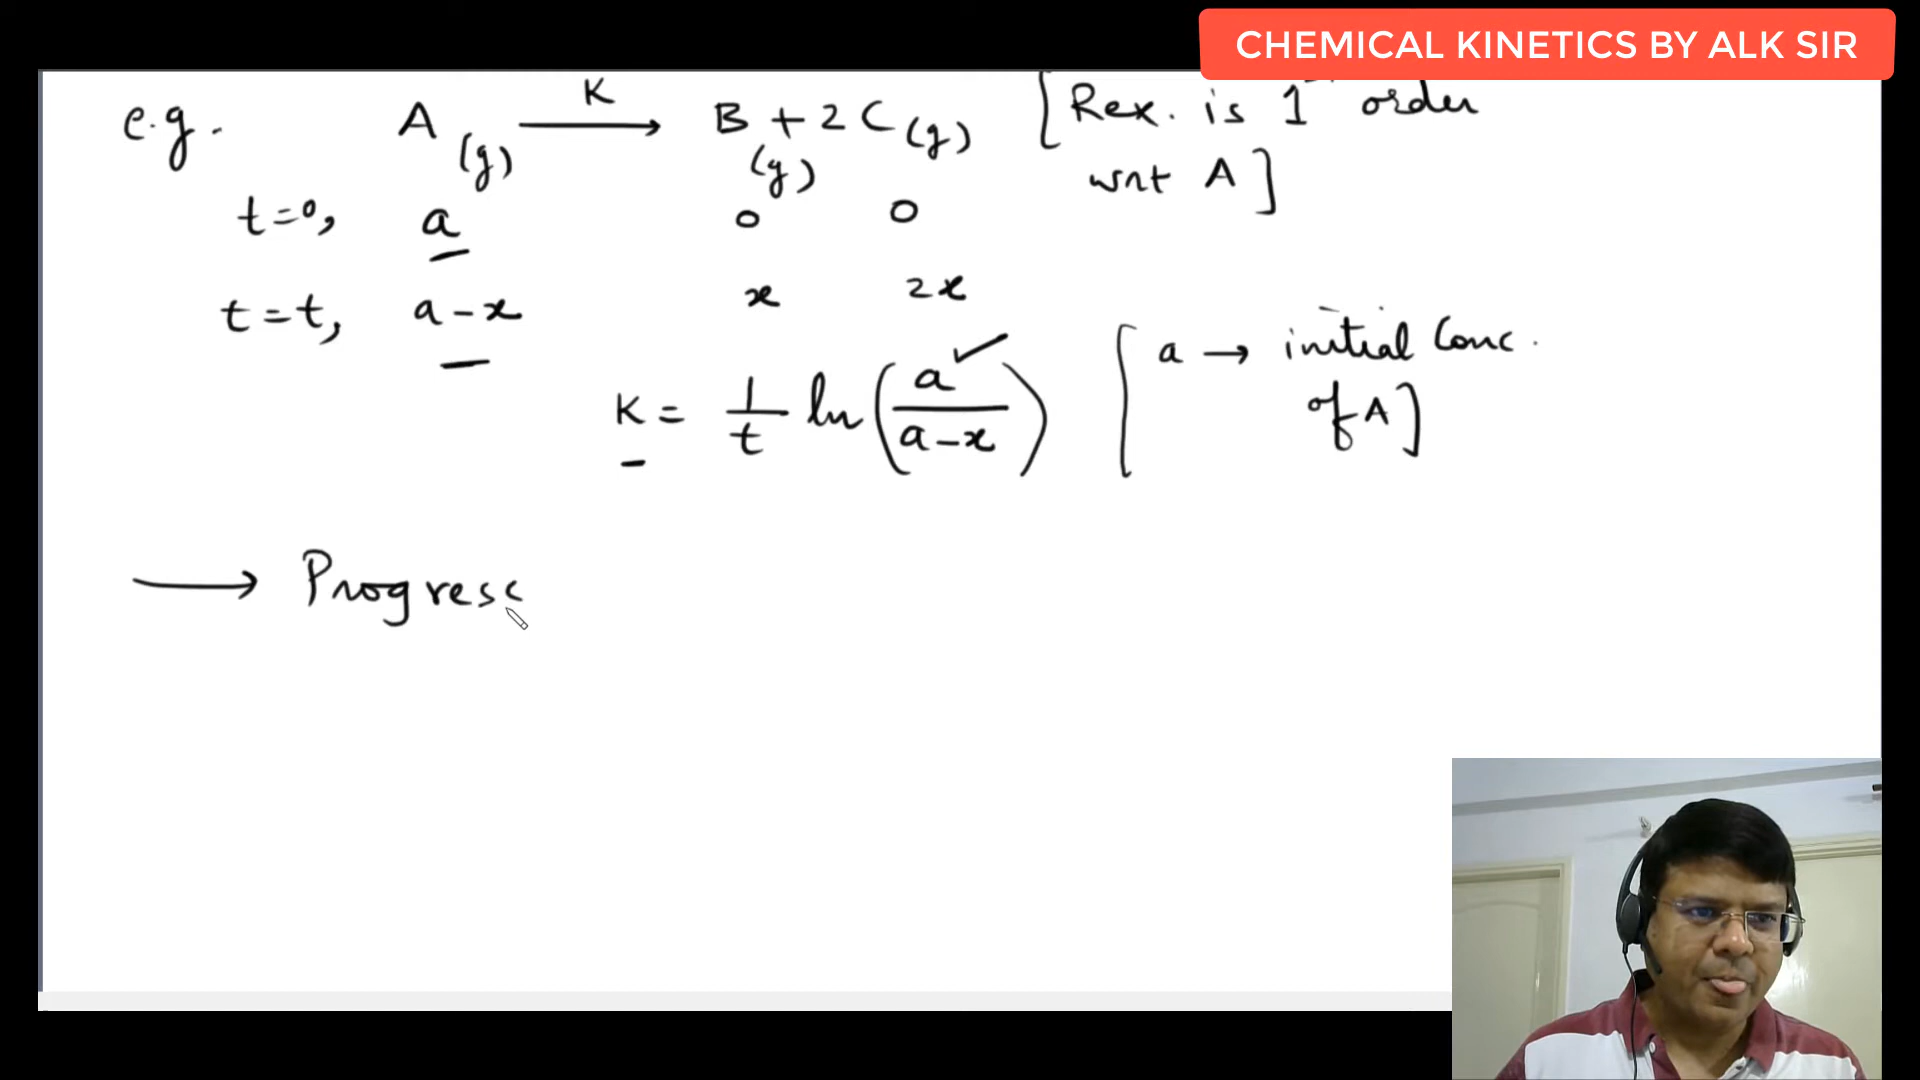 CHEMICAL KINETICS BY ALK SIR
e.g. A(g) —K→ B(g) + 2C(g) [Rex. is 1st order
wrt A]
t=0, a 0 0
t=t, a-x x 2x
K = 1/t ln(a/(a-x)) ✓ [a → initial Conc.
of A]
→ Progress